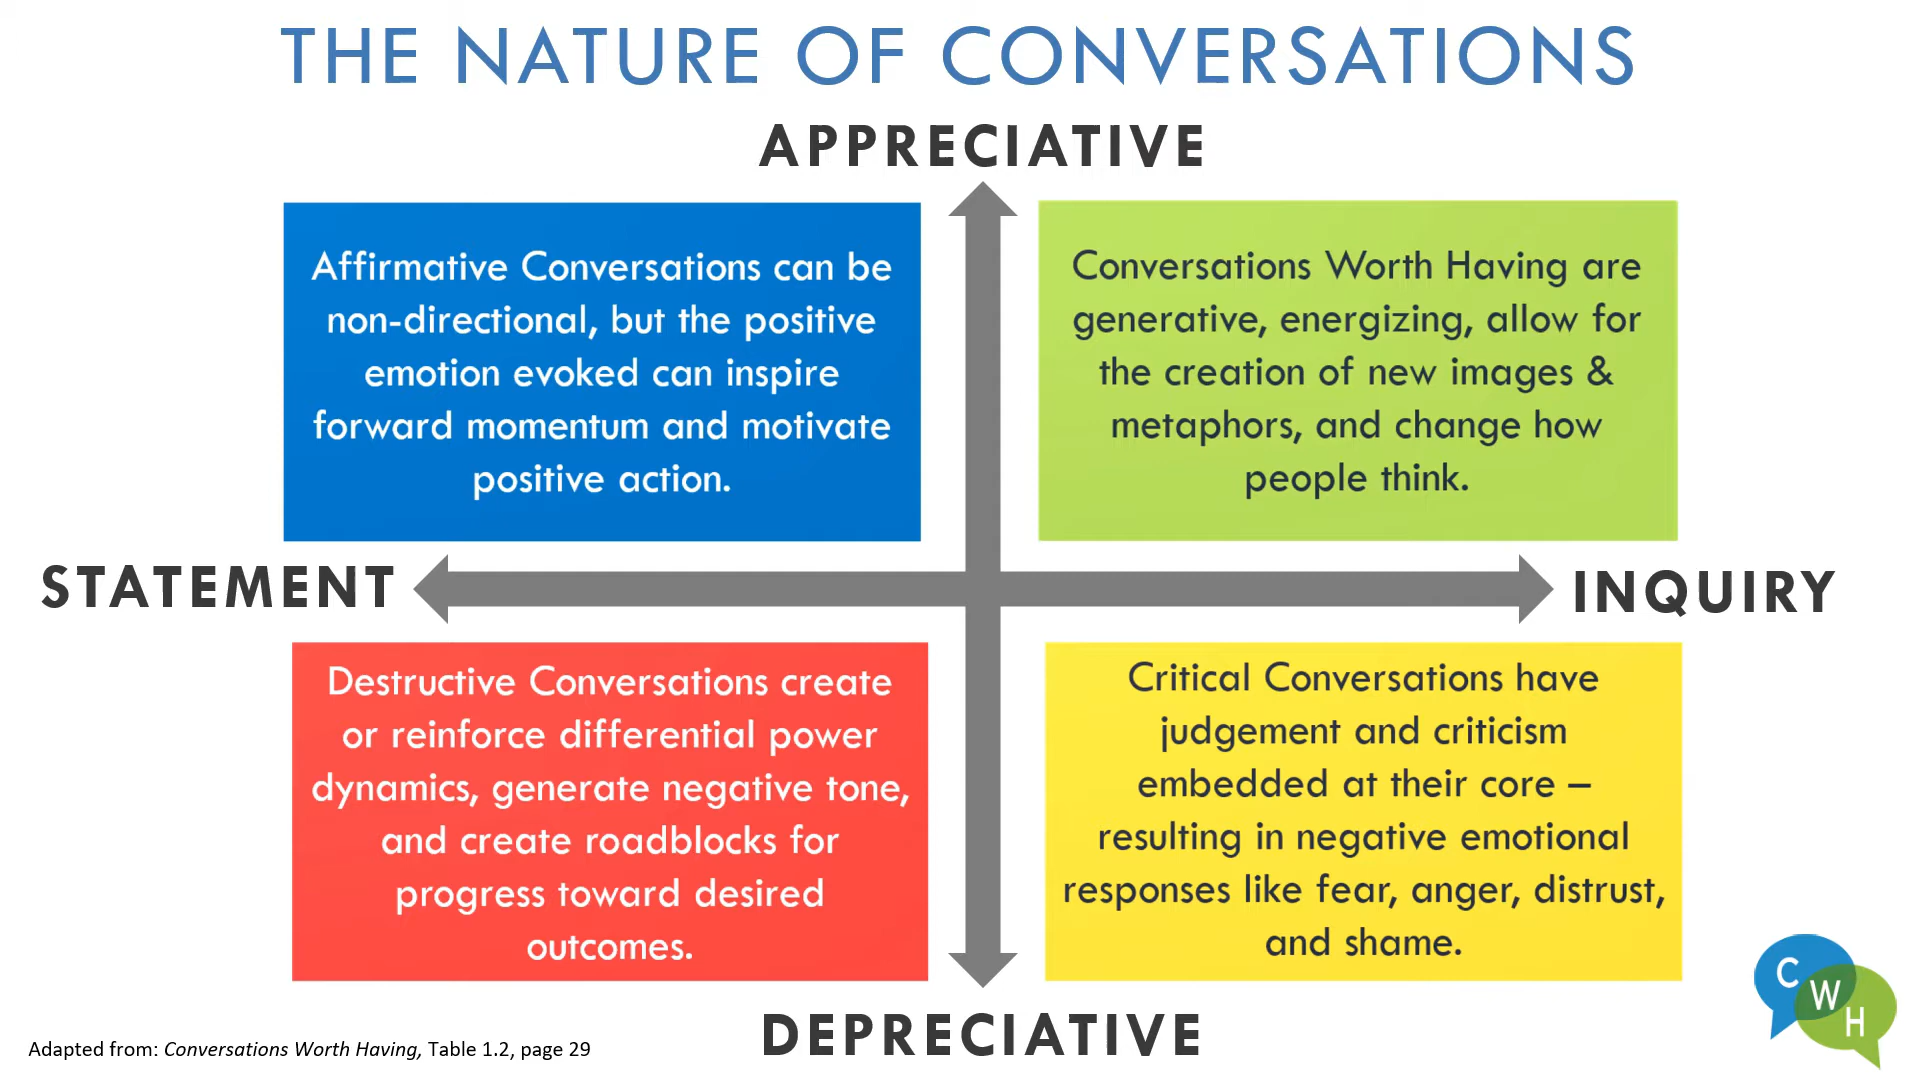 THE NATURE OF CONVERSATIONS
APPRECIATIVE
Affirmative Conversations can be
non-directional, but the positive
emotion evoked can inspire
forward momentum and motivate
positive action.
Conversations Worth Having are
generative, energizing, allow for
the creation of new images &
metaphors, and change how
people think.
STATEMENT
INQUIRY
Destructive Conversations create
or reinforce differential power
dynamics, generate negative tone,
and create roadblocks for
progress toward desired
outcomes.
Critical Conversations have
judgement and criticism
embedded at their core –
resulting in negative emotional
responses like fear, anger, distrust,
and shame.
DEPRECIATIVE
Adapted from: Conversations Worth Having, Table 1.2, page 29
C
W
H